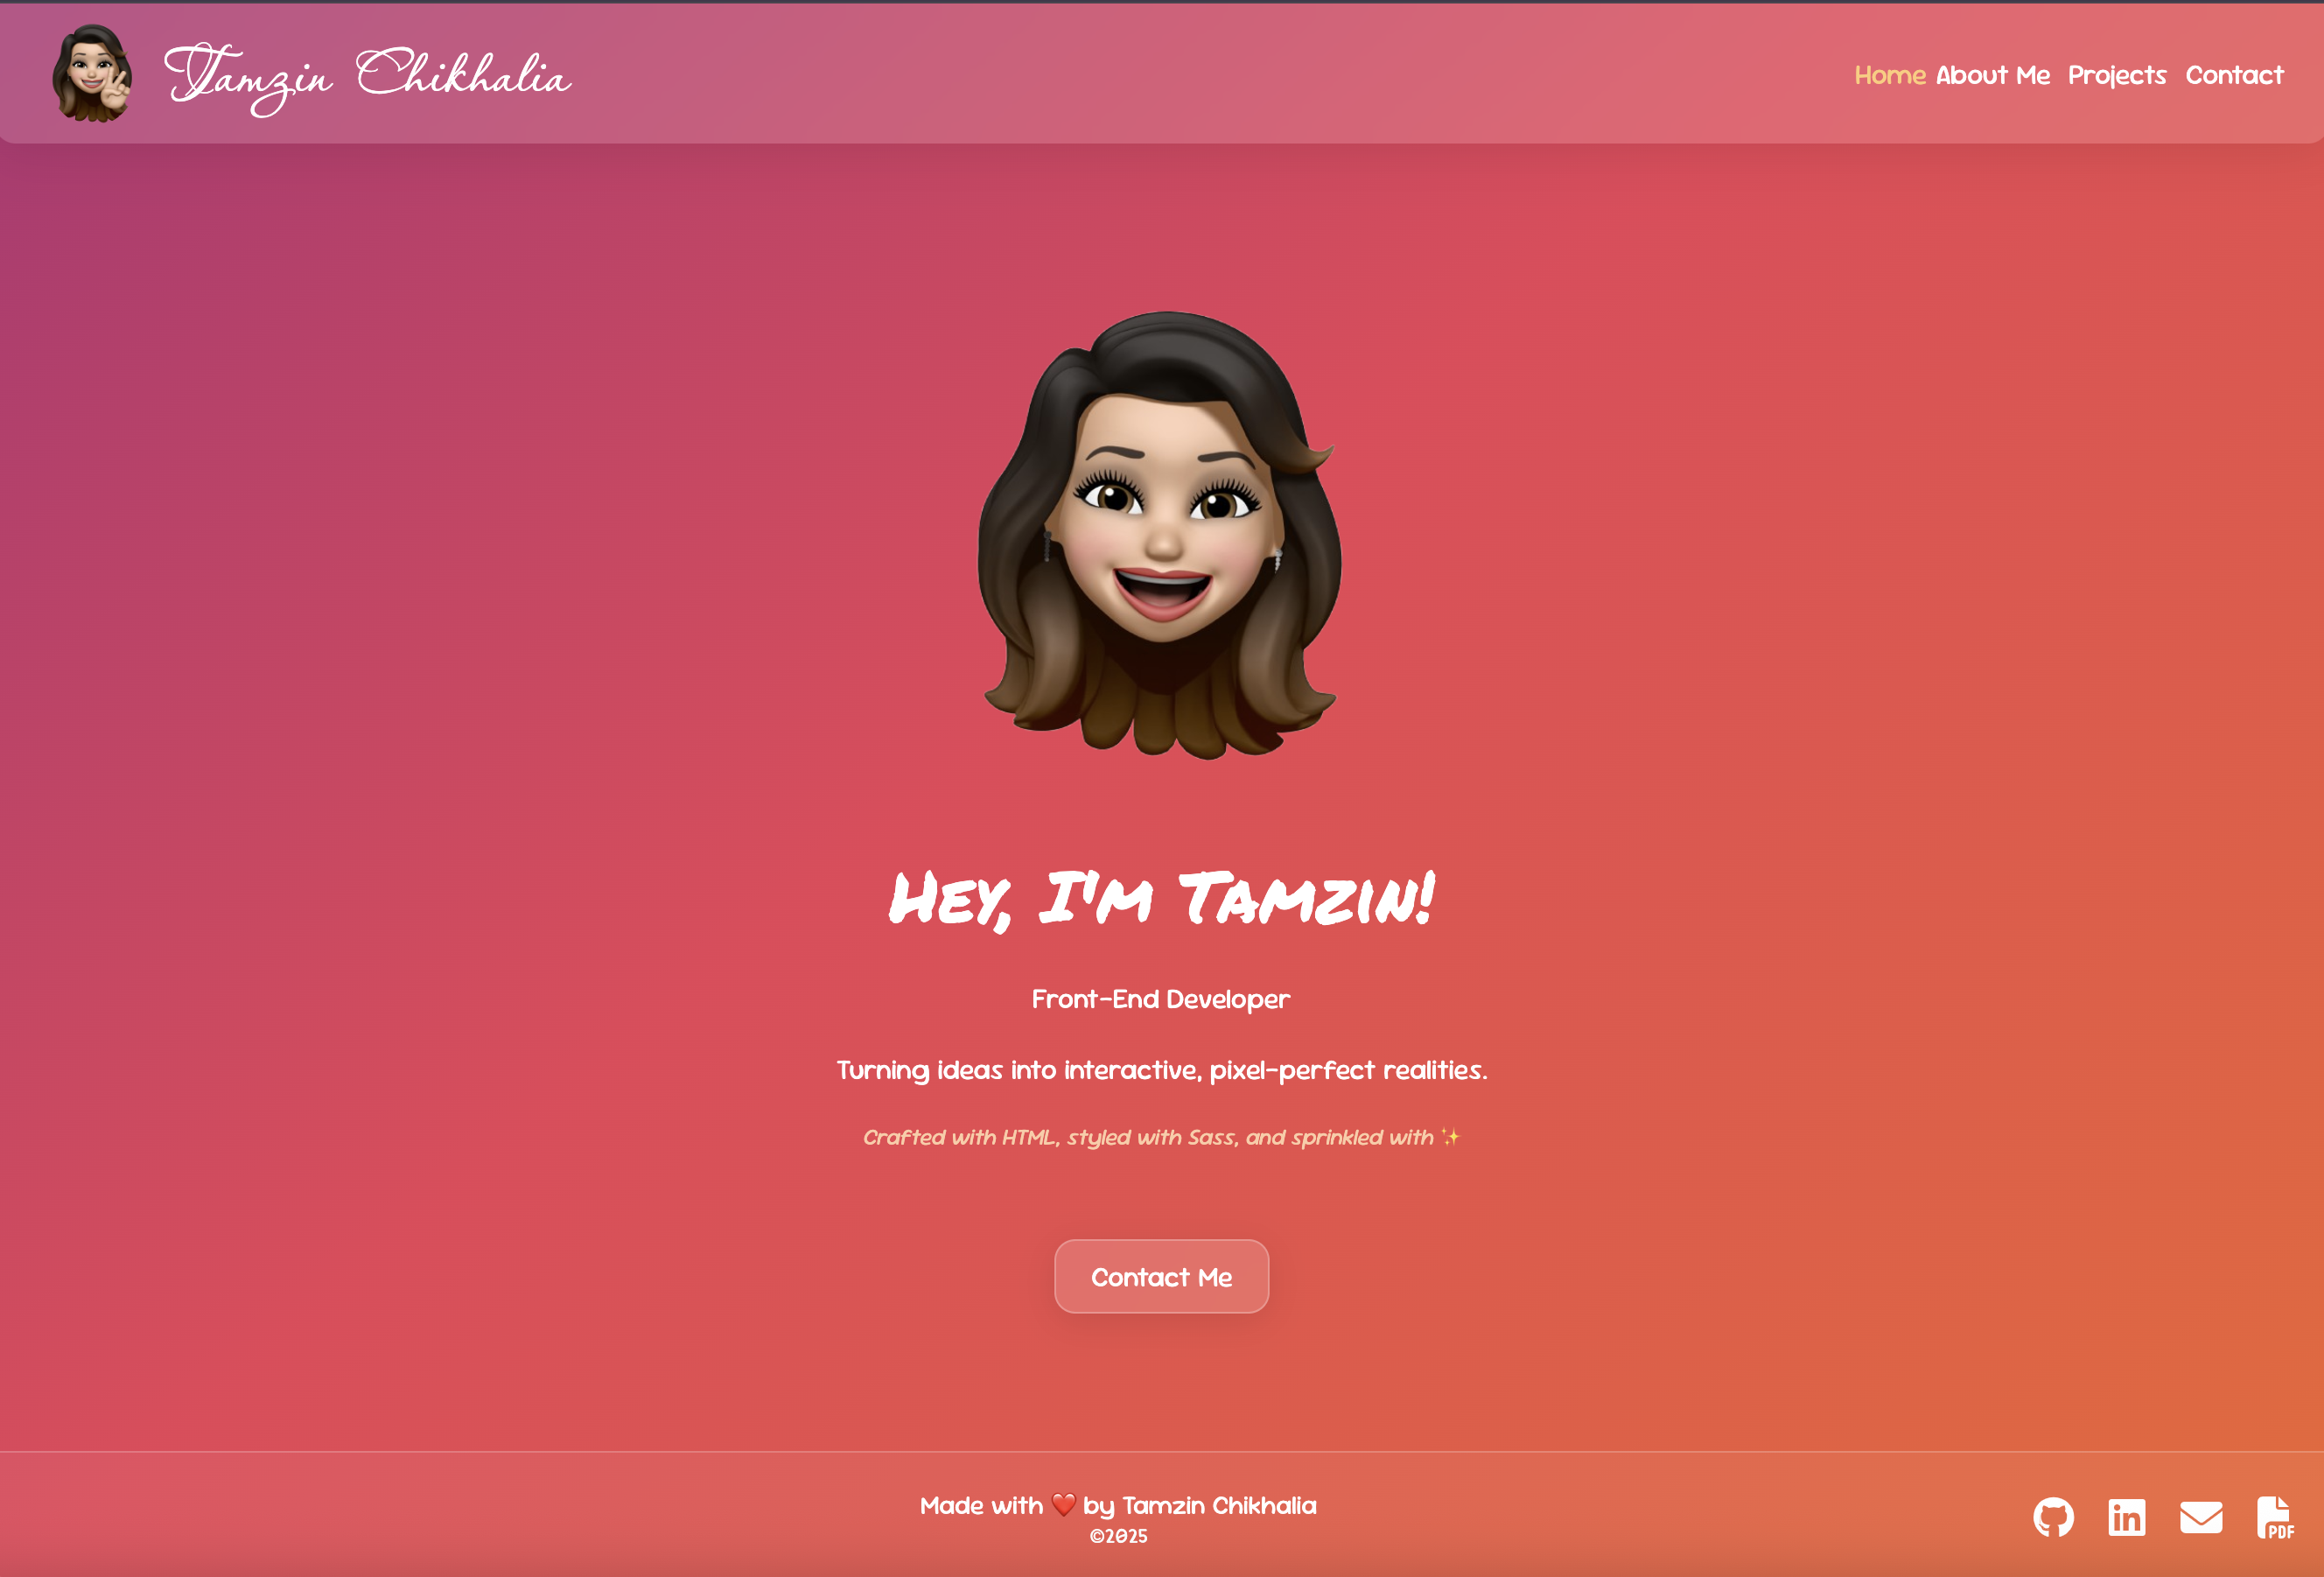 Tamzin Chikhalia
Home About Me Projects Contact
Hey, I'm Tamzin!
Front-End Developer
Turning ideas into interactive, pixel-perfect realities.
Crafted with HTML, styled with Sass, and sprinkled with ✨
Contact Me
Made with ❤️ by Tamzin Chikhalia
©2025
in
PDF